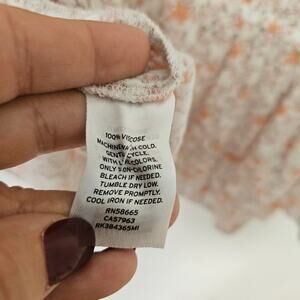 100% VISCOSE
MACHINE WASH COLD.
GENTLE CYCLE.
WITH LIKE COLORS.
ONLY NON-CHLORINE
BLEACH IF NEEDED.
TUMBLE DRY LOW.
REMOVE PROMPTLY.
COOL IRON IF NEEDED.
RN58665
CA57963
RK384365MI